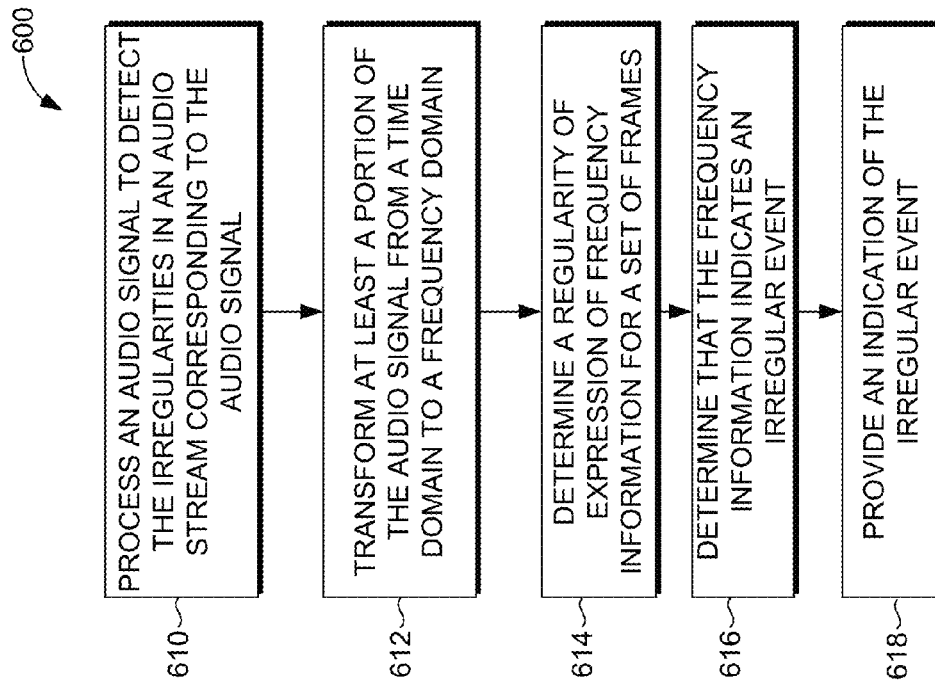 600
610
PROCESS AN AUDIO SIGNAL TO DETECT
THE IRREGULARITIES IN AN AUDIO
STREAM CORRESPONDING TO THE
AUDIO SIGNAL
612
TRANSFORM AT LEAST A PORTION OF
THE AUDIO SIGNAL FROM A TIME
DOMAIN TO A FREQUENCY DOMAIN
614
DETERMINE A REGULARITY OF
EXPRESSION OF FREQUENCY
INFORMATION FOR A SET OF FRAMES
616
DETERMINE THAT THE FREQUENCY
INFORMATION INDICATES AN
IRREGULAR EVENT
618
PROVIDE AN INDICATION OF THE
IRREGULAR EVENT